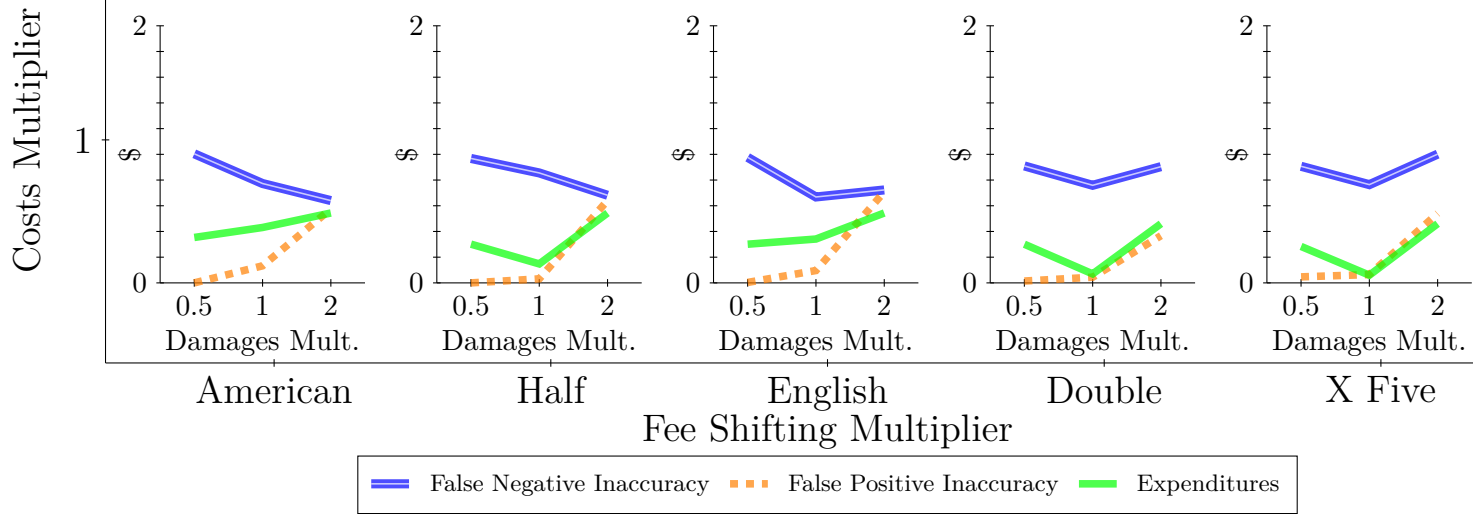 Costs Multiplier
1
2 2 2 2 2
$ $ $ $ $
0 0 0 0 0
0.5 1 2 0.5 1 2 0.5 1 2 0.5 1 2 0.5 1 2
Damages Mult. Damages Mult. Damages Mult. Damages Mult. Damages Mult.
American Half English Double X Five
Fee Shifting Multiplier
False Negative Inaccuracy False Positive Inaccuracy Expenditures